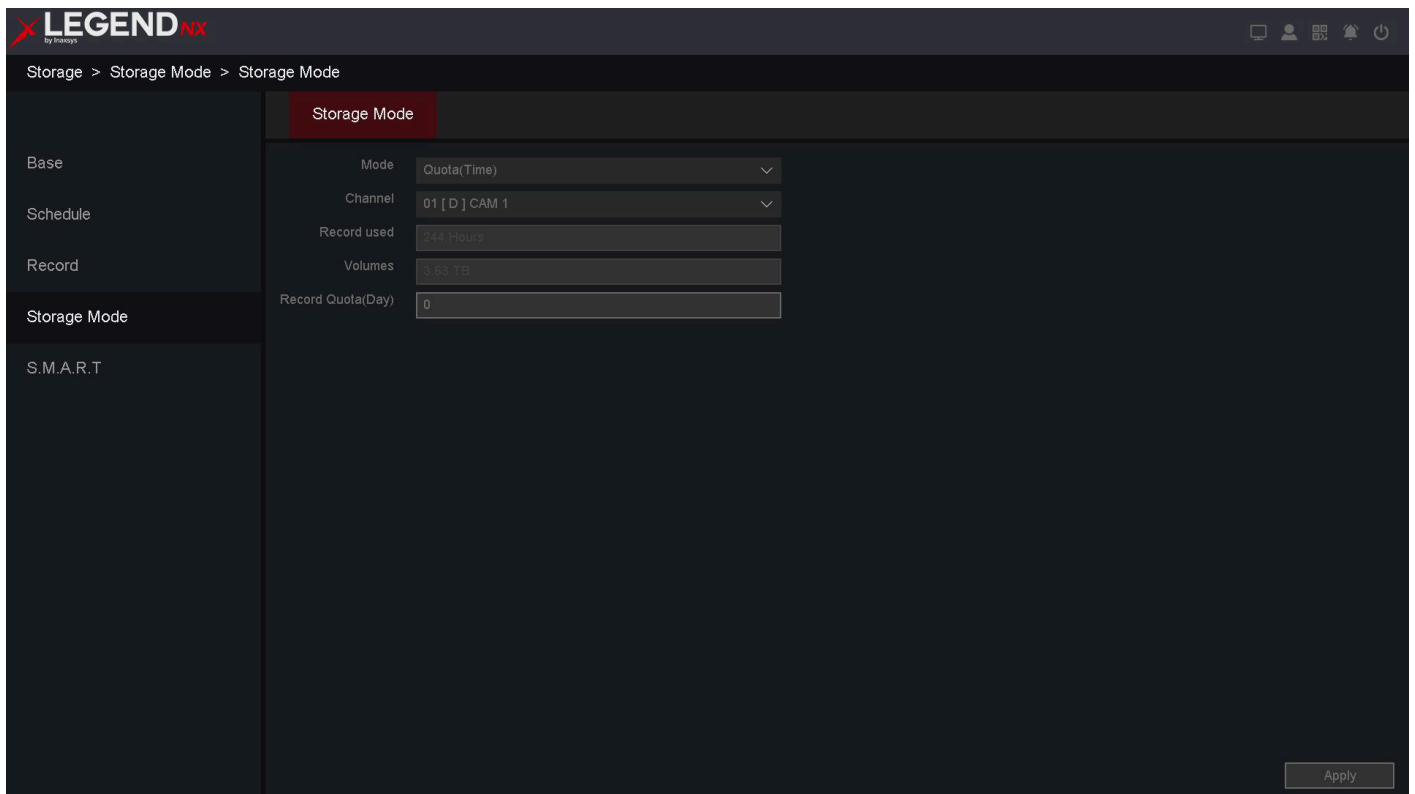 LEGEND NX
by Inaxsys
Storage > Storage Mode > Storage Mode
Storage Mode
Base
Schedule
Record
Storage Mode
S.M.A.R.T
Mode Quota(Time)
Channel 01 [ D ] CAM 1
Record used 244 Hours
Volumes 3.63 TB
Record Quota(Day) 0
Apply